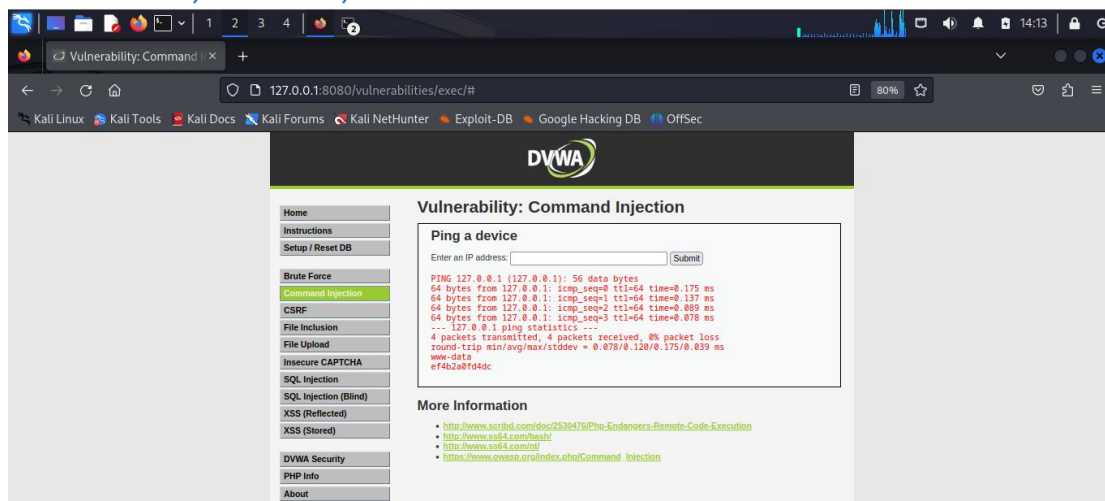 1 2 3 4 2 14:13
Vulnerability: Command I
127.0.0.1:8080/vulnerabilities/exec/# 80%
Kali Linux Kali Tools Kali Docs Kali Forums Kali NetHunter Exploit-DB Google Hacking DB OffSec
DVWA
Home
Instructions
Setup / Reset DB
Brute Force
Command Injection
CSRF
File Inclusion
File Upload
Insecure CAPTCHA
SQL Injection
SQL Injection (Blind)
XSS (Reflected)
XSS (Stored)
DVWA Security
PHP Info
About
Vulnerability: Command Injection
Ping a device
Enter an IP address: Submit
PING 127.0.0.1 (127.0.0.1): 56 data bytes
64 bytes from 127.0.0.1: icmp_seq=0 ttl=64 time=0.175 ms
64 bytes from 127.0.0.1: icmp_seq=1 ttl=64 time=0.137 ms
64 bytes from 127.0.0.1: icmp_seq=2 ttl=64 time=0.089 ms
64 bytes from 127.0.0.1: icmp_seq=3 ttl=64 time=0.078 ms
--- 127.0.0.1 ping statistics ---
4 packets transmitted, 4 packets received, 0% packet loss
round-trip min/avg/max/stddev = 0.078/0.120/0.175/0.039 ms
www-data
ef4b2a0fd4dc
More Information
http://www.scribd.com/doc/2530476/Php-Endangers-Remote-Code-Execution
http://www.ss64.com/bash/
http://www.ss64.com/nt/
https://www.owasp.org/index.php/Command_Injection